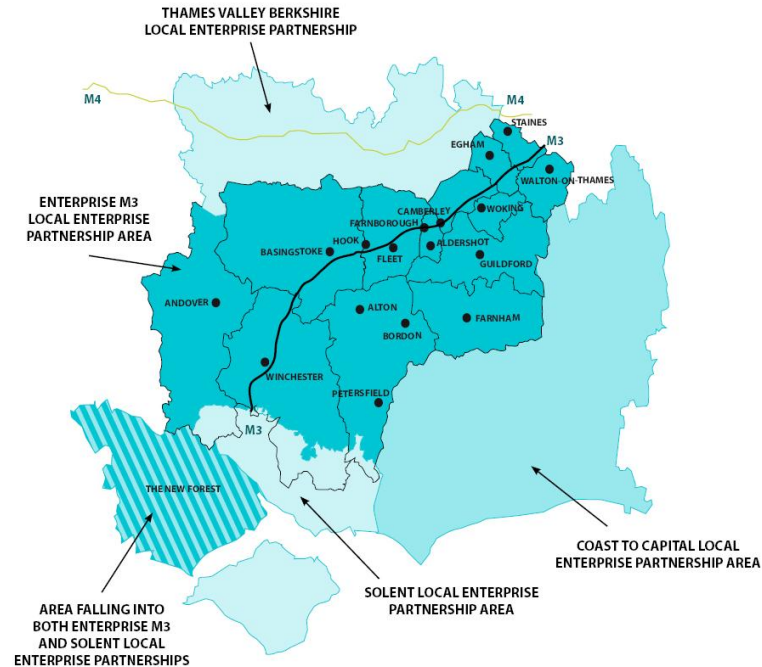 THAMES VALLEY BERKSHIRE
LOCAL ENTERPRISE PARTNERSHIP
M4
M4
STAINES
M3
EGHAM
WALTON-ON-THAMES
ENTERPRISE M3
LOCAL ENTERPRISE
PARTNERSHIP AREA
CAMBERLEY
WOKING
FARNBOROUGH
HOOK
ALDERSHOT
BASINGSTOKE
FLEET
GUILDFORD
ANDOVER
ALTON
FARNHAM
BORDON
WINCHESTER
PETERSFIELD
M3
THE NEW FOREST
COAST TO CAPITAL LOCAL
ENTERPRISE PARTNERSHIP AREA
SOLENT LOCAL ENTERPRISE
PARTNERSHIP AREA
AREA FALLING INTO
BOTH ENTERPRISE M3
AND SOLENT LOCAL
ENTERPRISE PARTNERSHIPS